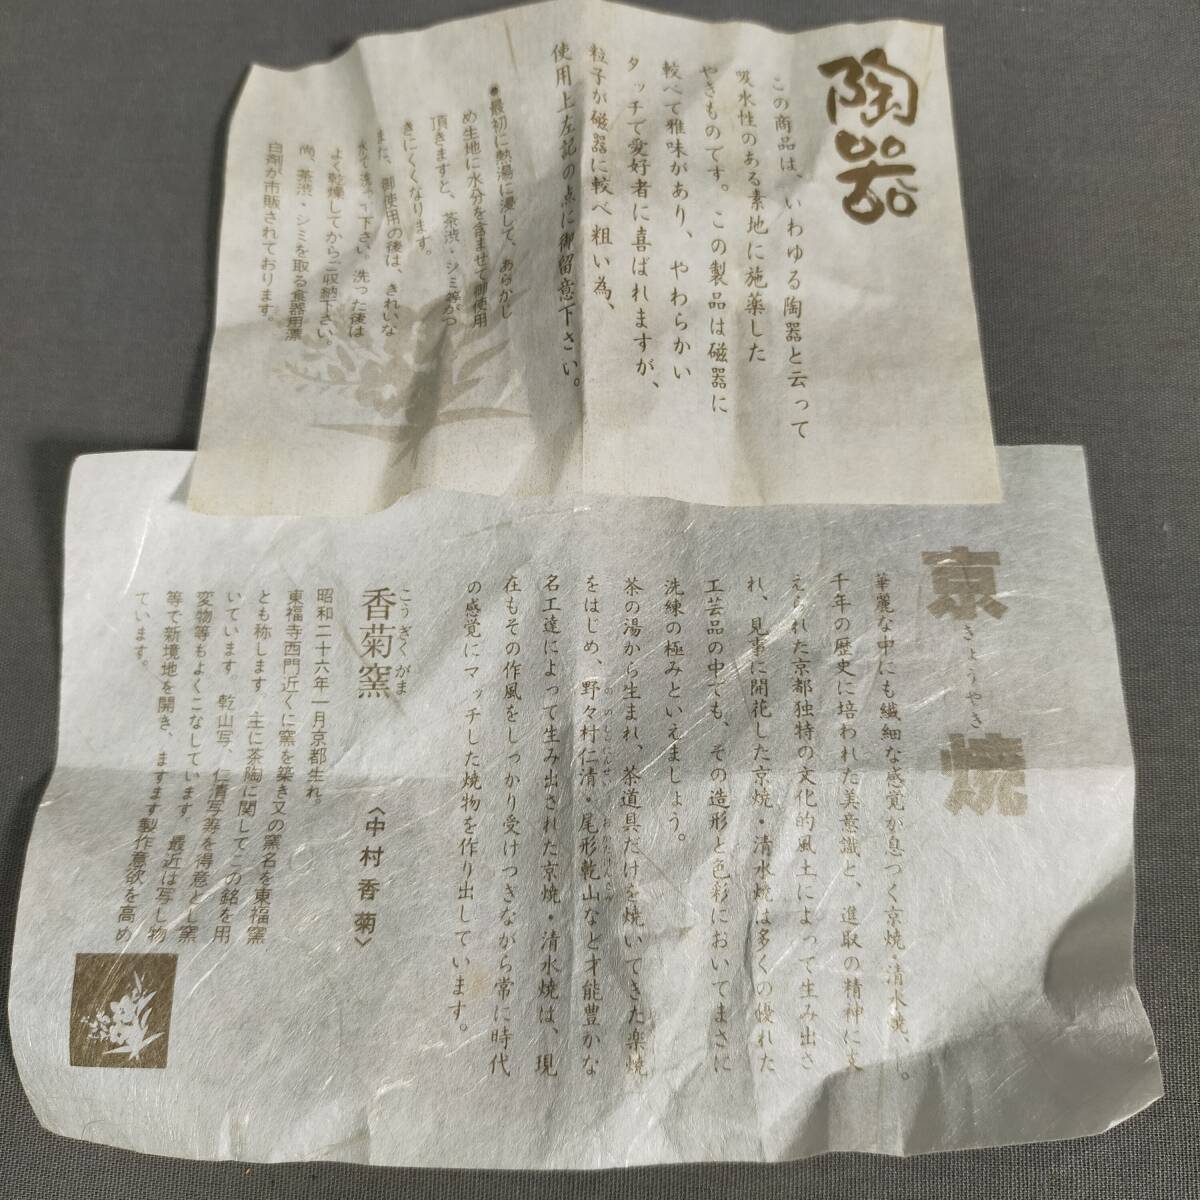 陶器
この商品は、いわゆる陶器と云って
吸水性のある素地に施薬した
やきものです。この製品は磁器に
較べて雅味があり、やわらかい
タッチで愛好者に喜ばれますが、
粒子が磁器に較べ粗い為、
使用上左記の点に御留意下さい。
●最初に熱湯に浸して、あらかじ
め生地に水分を含ませて御使用
頂きますと、茶渋・シミ等がつ
きにくくなります。
また、御使用の後は、きれいな
水で洗って下さい。洗った後は
よく乾燥してからご収納下さい。
尚、茶渋・シミを取る食器用漂
白剤が市販されております。
京焼
きょうやき
華麗な中にも繊細な感覚が息づく京焼・清水焼
千年の歴史に培われた美意識と、進取の精神に支
えられた京都独特の文化的風土によって生み出さ
れ、見事に開花した京焼・清水焼は多くの優れた
工芸品の中でも、その造形と色彩においてまさに
洗練の極みといえましょう。
茶の湯から生まれ、茶道具だけを焼いてきた楽焼
をはじめ、野々村仁清・尾形乾山など才能豊かな
名工達によって生み出された京焼・清水焼は、現
在もその作風をしっかり受けつぎながら常に時代
の感覚にマッチした焼物を作り出しています。
こうぎくがま
香菊窯
〈中村香菊〉
昭和二十六年一月京都生れ。
東福寺西門近くに窯を築き又の窯名を東福窯
とも称します 主に茶陶に関してこの銘を用
いています。乾山写、仁清写等を得意とし窯
変物等もよくこなしています 最近は写し物
等で新境地を開き、ますます製作意欲を高め
ています。